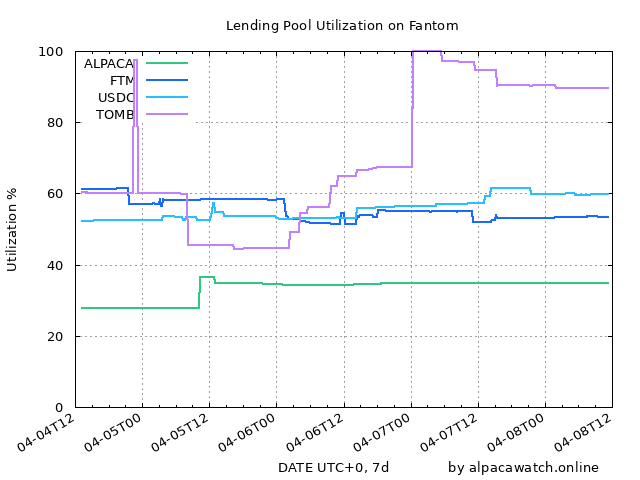 Lending Pool Utilization on Fantom
Utilization %
100
80
60
40
20
0
ALPACA
FTM
USDC
TOMB
04-04T12
04-05T00
04-05T12
04-06T00
04-06T12
04-07T00
04-07T12
04-08T00
04-08T12
DATE UTC+0, 7d
by alpacawatch.online